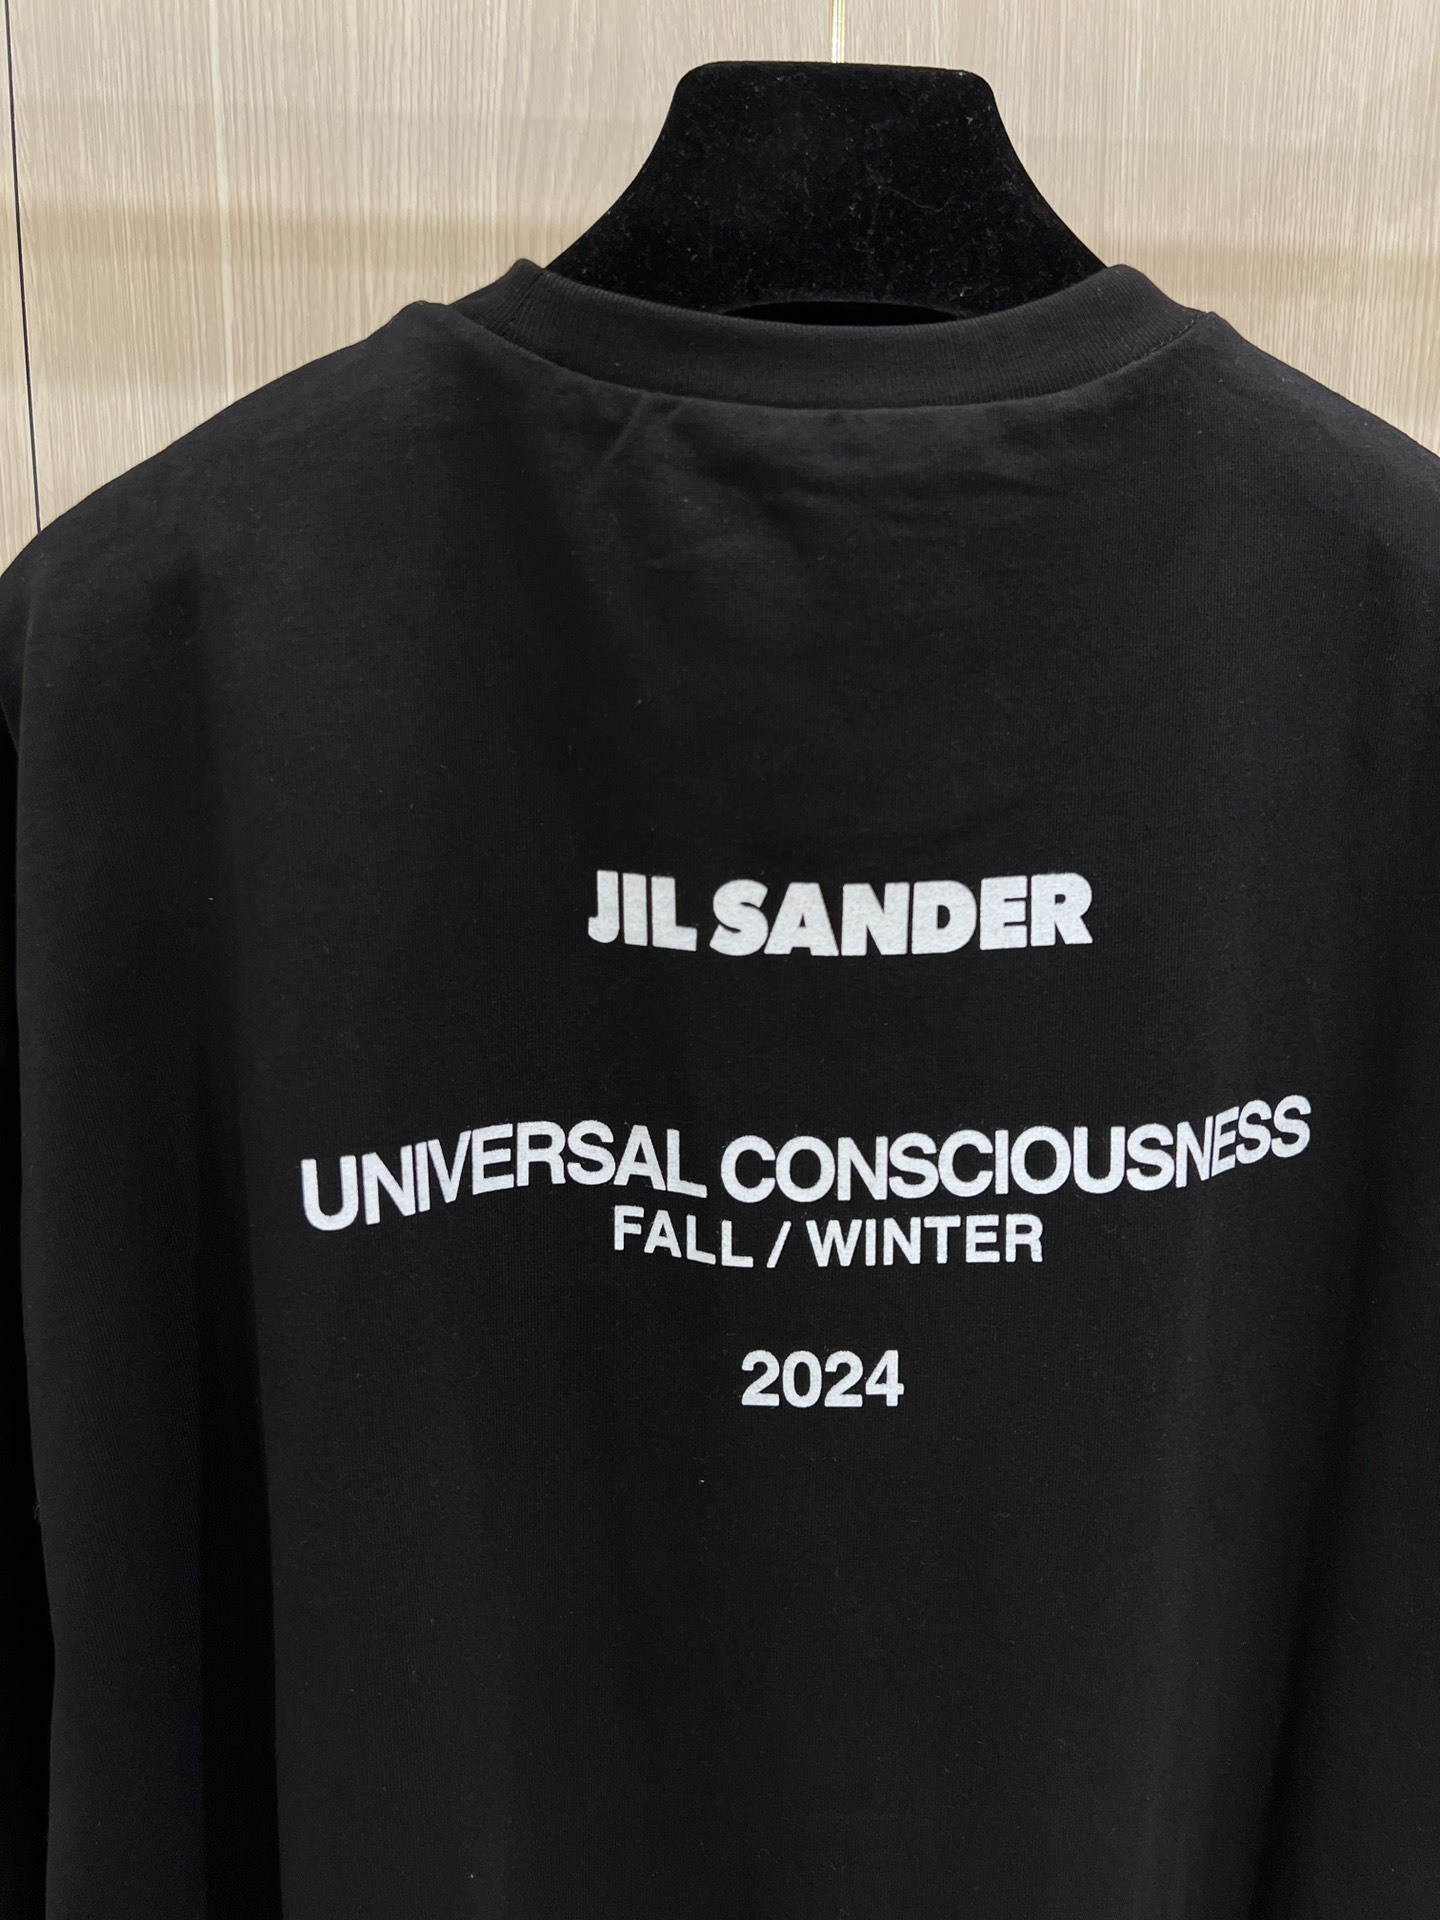 JIL SANDER
UNIVERSAL CONSCIOUSNESS
FALL / WINTER
2024